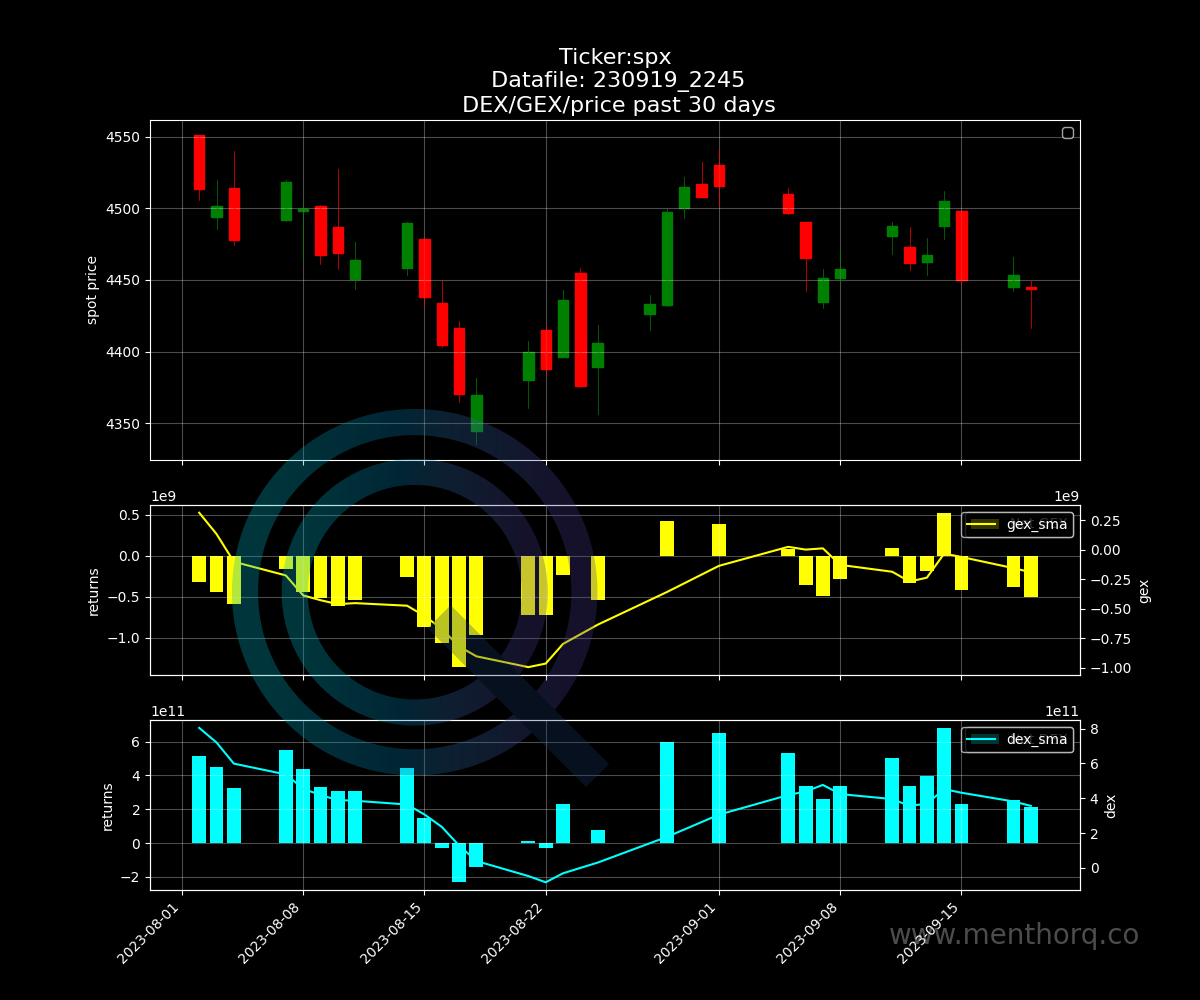 Ticker:spx
Datafile: 230919_2245
DEX/GEX/price past 30 days
4550
4500
4450
4400
4350
spot price
1e9
1e9
0.5
0.0
−0.5
−1.0
returns
gex_sma
0.25
0.00
−0.25
−0.50
−0.75
−1.00
gex
1e11
1e11
6
4
2
0
−2
returns
dex_sma
8
6
4
2
0
dex
2023-08-01
2023-08-08
2023-08-15
2023-08-22
2023-09-01
2023-09-08
2023-09-15
www.menthorq.co